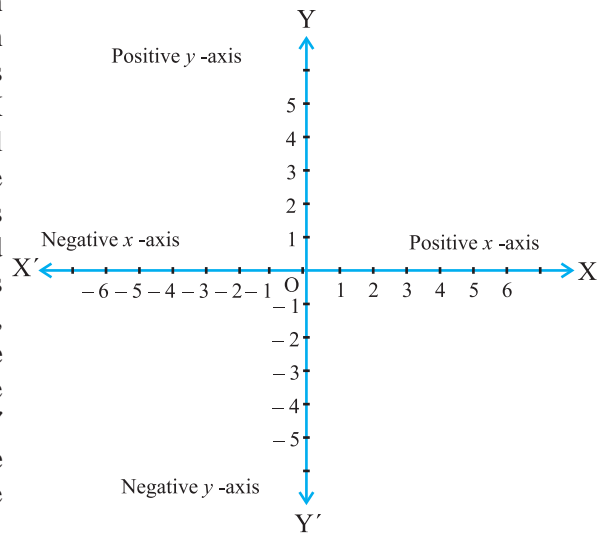 Y
Positive y -axis
5
4
3
2
1
Negative x -axis
Positive x -axis
X´
X
– 6 – 5 – 4 – 3 – 2 – 1 O 1 2 3 4 5 6
– 1
– 2
– 3
– 4
– 5
Negative y -axis
Y´